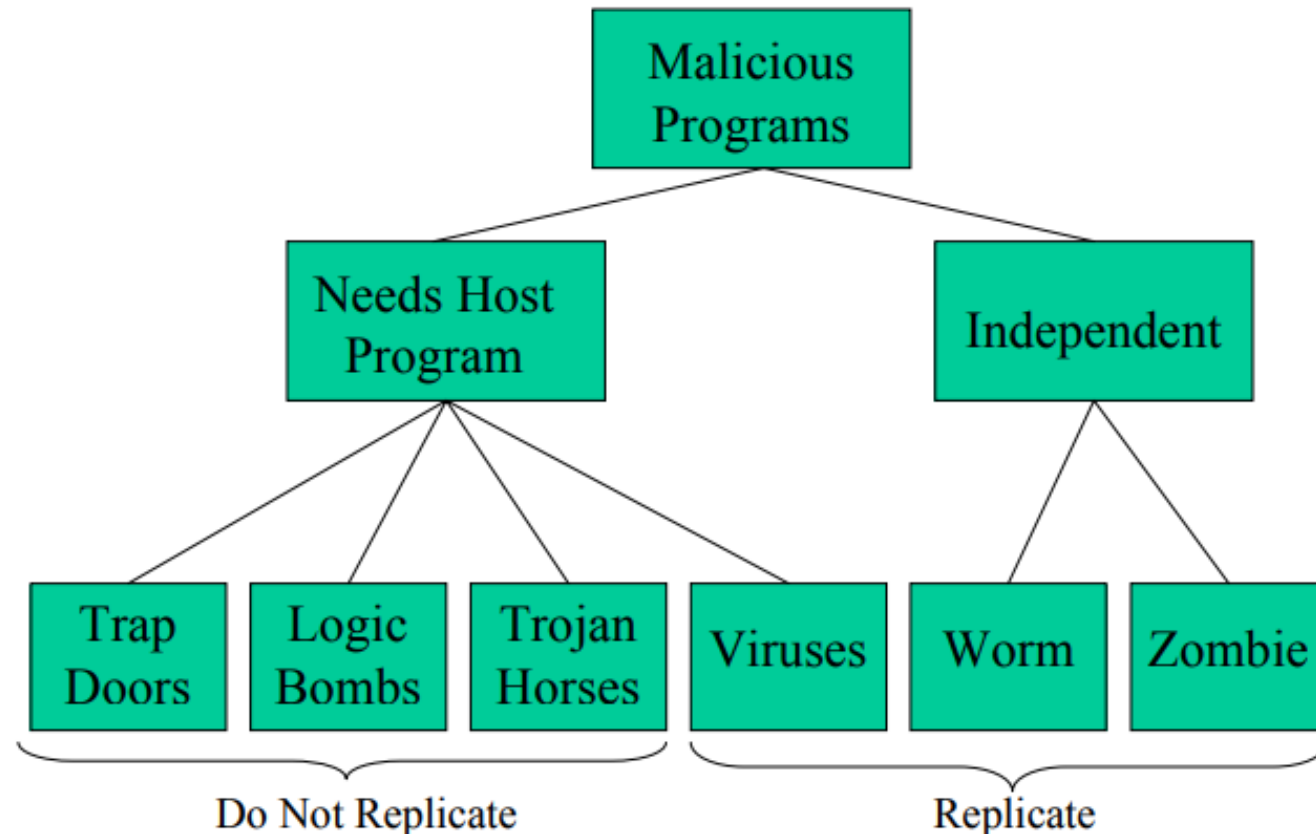 Malicious
Programs
Needs Host
Program
Independent
Trap
Doors
Logic
Bombs
Trojan
Horses
Viruses
Worm
Zombie
Do Not Replicate
Replicate